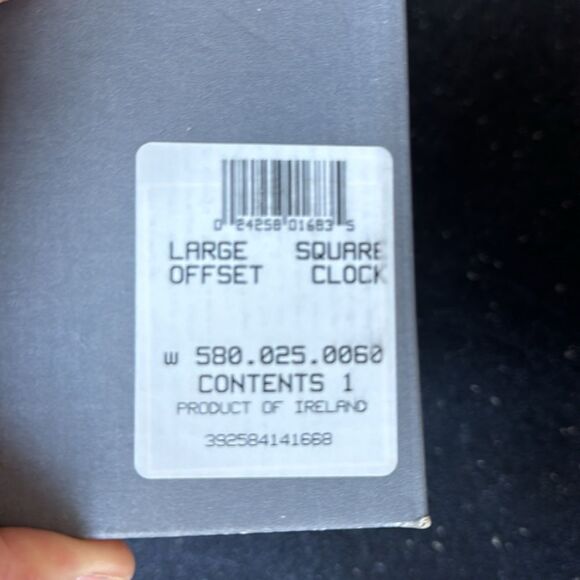 0 24258 01683 5
LARGE SQUARE
OFFSET CLOCK
w 580.025.0060
CONTENTS 1
PRODUCT OF IRELAND
392584141668